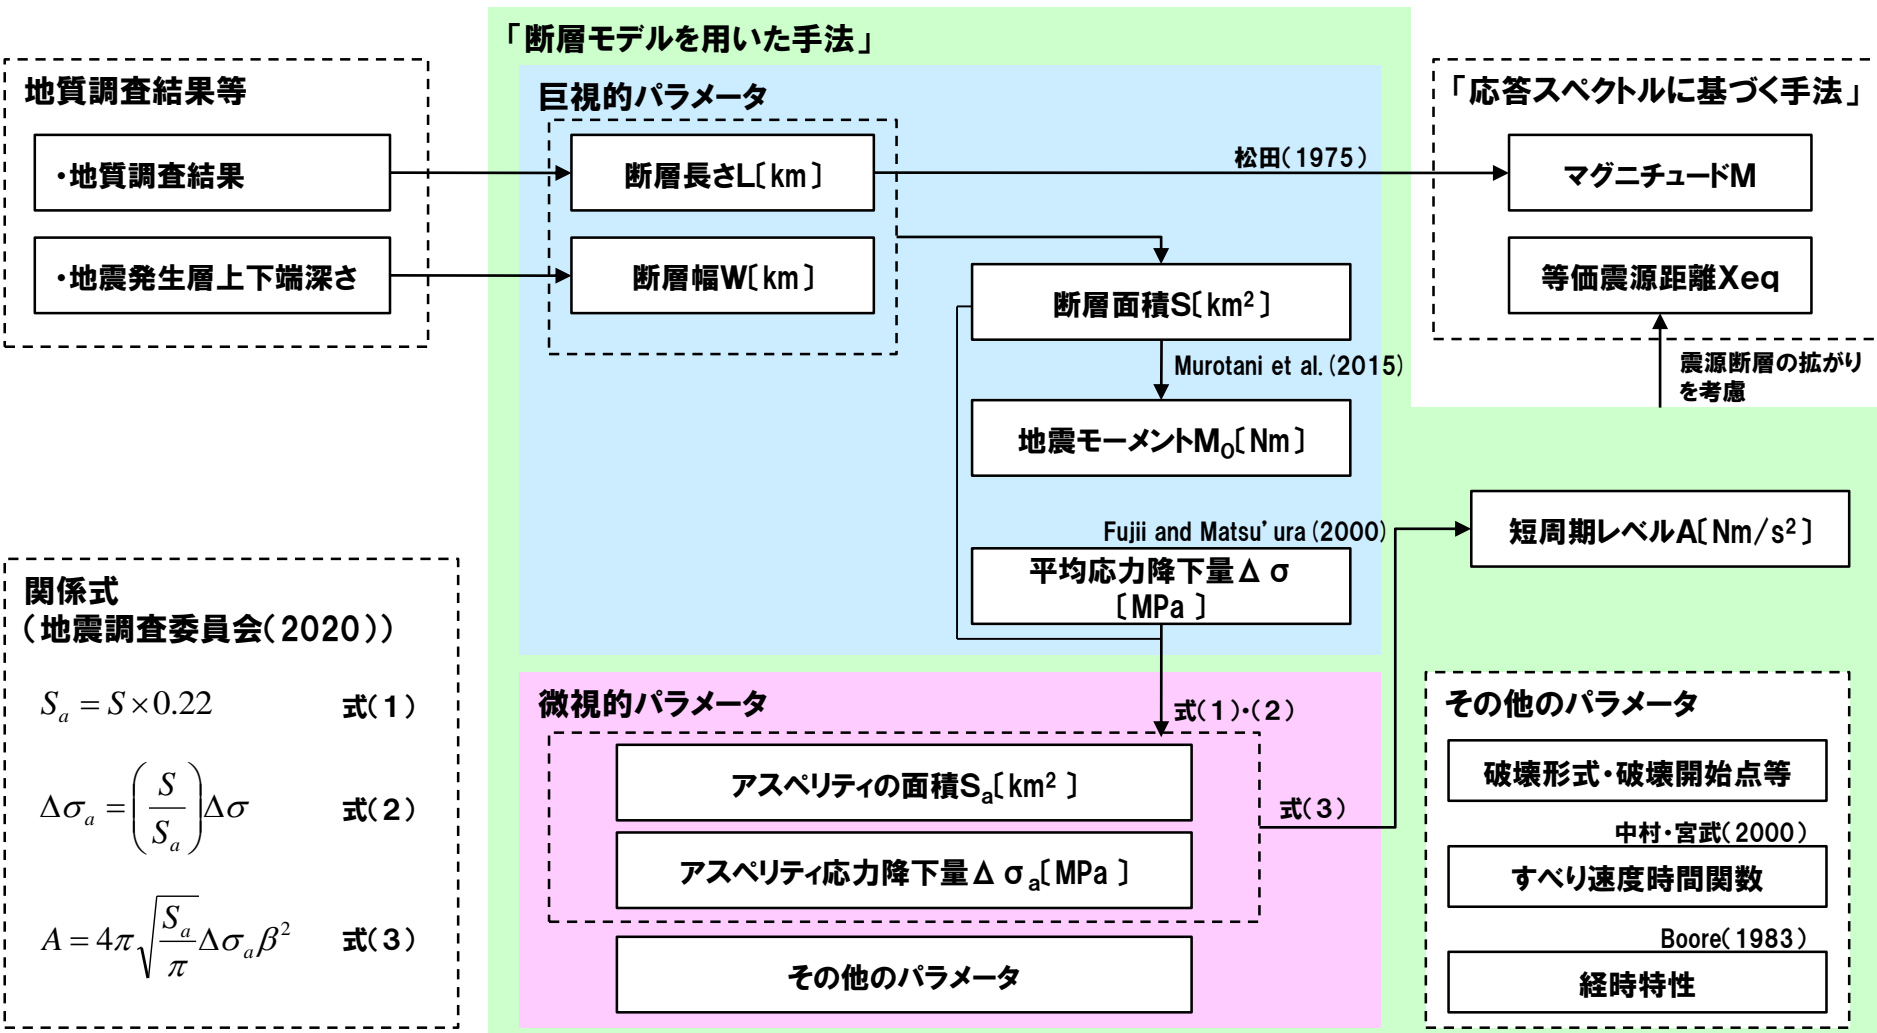 「断層モデルを用いた手法」
地質調査結果等
・地質調査結果
・地震発生層上下端深さ
巨視的パラメータ
断層長さL〔km〕
断層幅W〔km〕
松田(1975)
「応答スペクトルに基づく手法」
マグニチュードM
等価震源距離Xeq
震源断層の拡がり
を考慮
断層面積S〔km²〕
Murotani et al.(2015)
地震モーメントM₀〔Nm〕
Fujii and Matsu'ura(2000)
平均応力降下量Δσ
〔MPa〕
短周期レベルA〔Nm/s²〕
関係式
(地震調査委員会(2020))
Sₐ = S×0.22 式(1)
Δσₐ = (S/Sₐ)Δσ 式(2)
A = 4π√(Sₐ/π)Δσₐβ² 式(3)
微視的パラメータ
式(1)・(2)
アスペリティの面積Sₐ〔km²〕
アスペリティ応力降下量Δσₐ〔MPa〕
式(3)
その他のパラメータ
その他のパラメータ
破壊形式・破壊開始点等
中村・宮武(2000)
すべり速度時間関数
Boore(1983)
経時特性